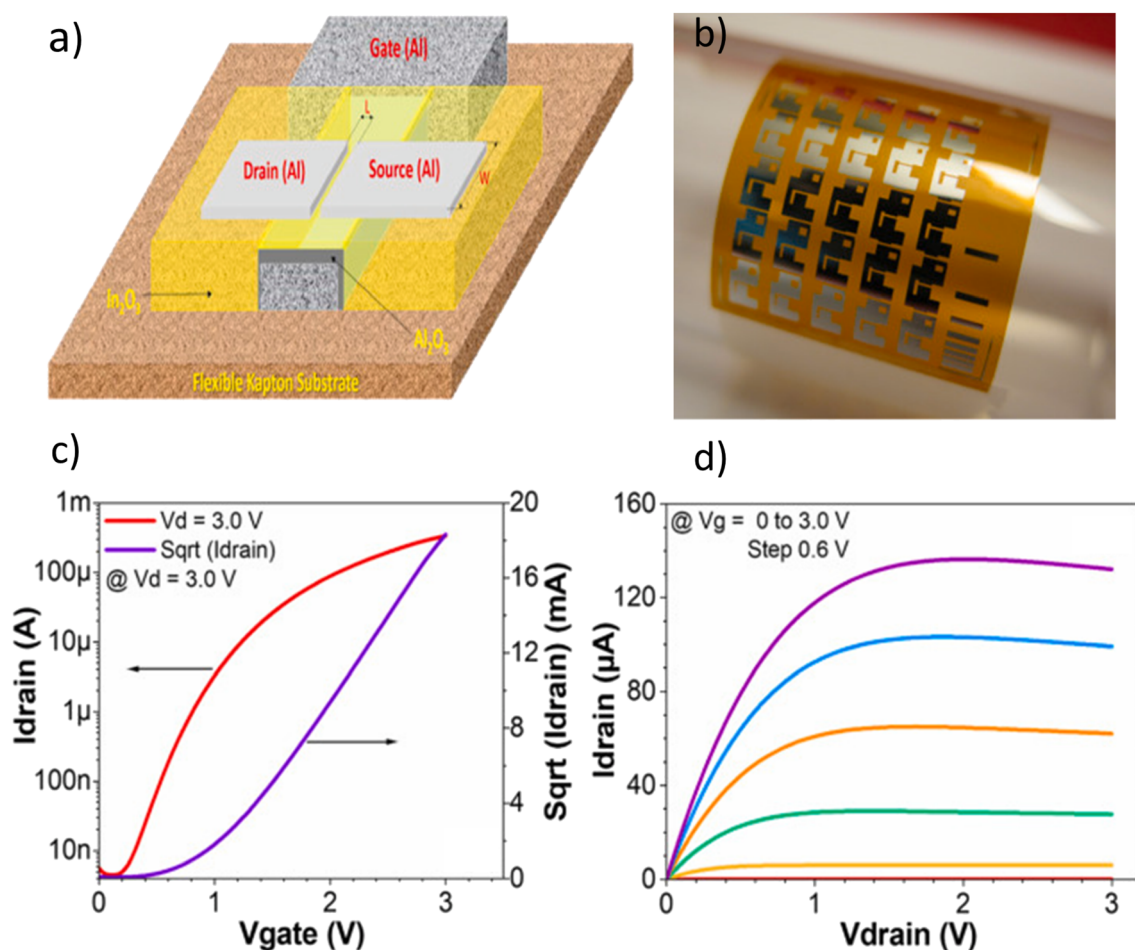 a)
Gate (Al)
L
Drain (Al)
Source (Al)
W
In₂O₃
Al₂O₃
Flexible Kapton Substrate
b)
c)
1m
100µ
10µ
1µ
100n
10n
Idrain (A)
Vd = 3.0 V
Sqrt (Idrain)
@ Vd = 3.0 V
20
16
12
8
4
0
Sqrt (Idrain) (mA)
0 1 2 3
Vgate (V)
d)
160
120
80
40
0
Idrain (µA)
@ Vg = 0 to 3.0 V
Step 0.6 V
0 1 2 3
Vdrain (V)